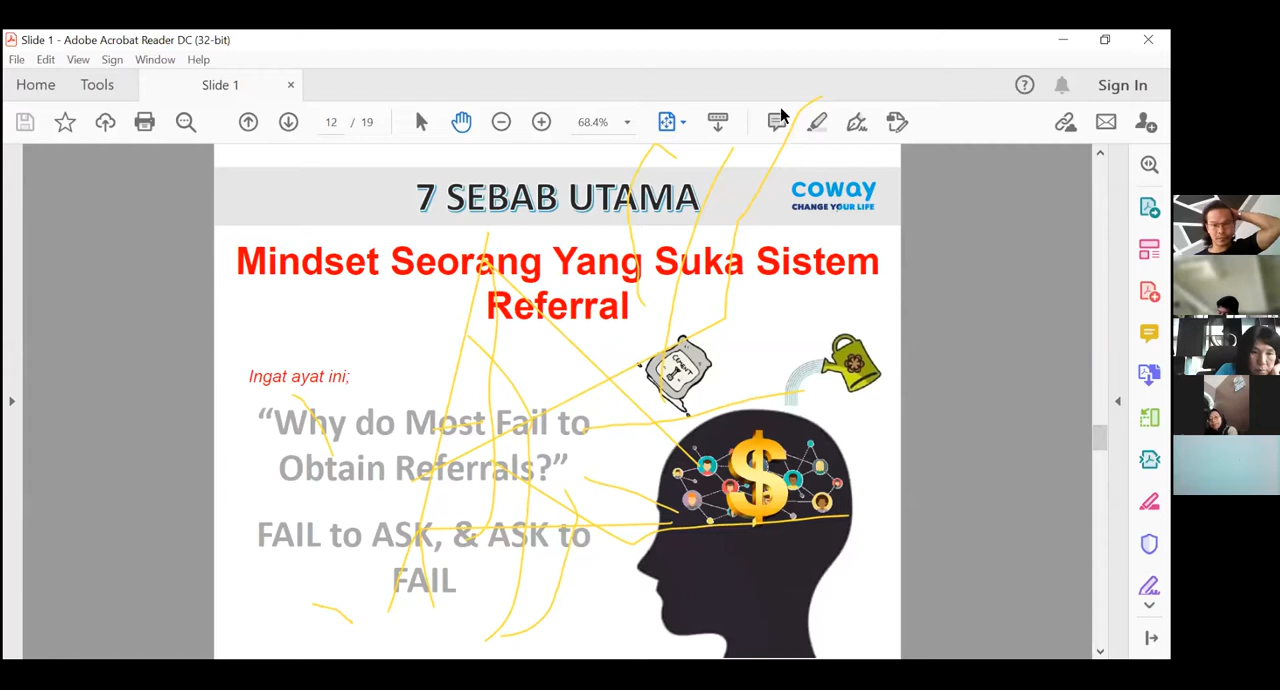 Slide 1 - Adobe Acrobat Reader DC (32-bit)
File Edit View Sign Window Help
Home Tools Slide 1 × Sign In
12 / 19 68.4%
7 SEBAB UTAMA
coway
CHANGE YOUR LIFE
Mindset Seorang Yang Suka Sistem
Referral
CEMENT
Ingat ayat ini;
“Why do Most Fail to
Obtain Referrals?”
$
FAIL to ASK, & ASK to
FAIL